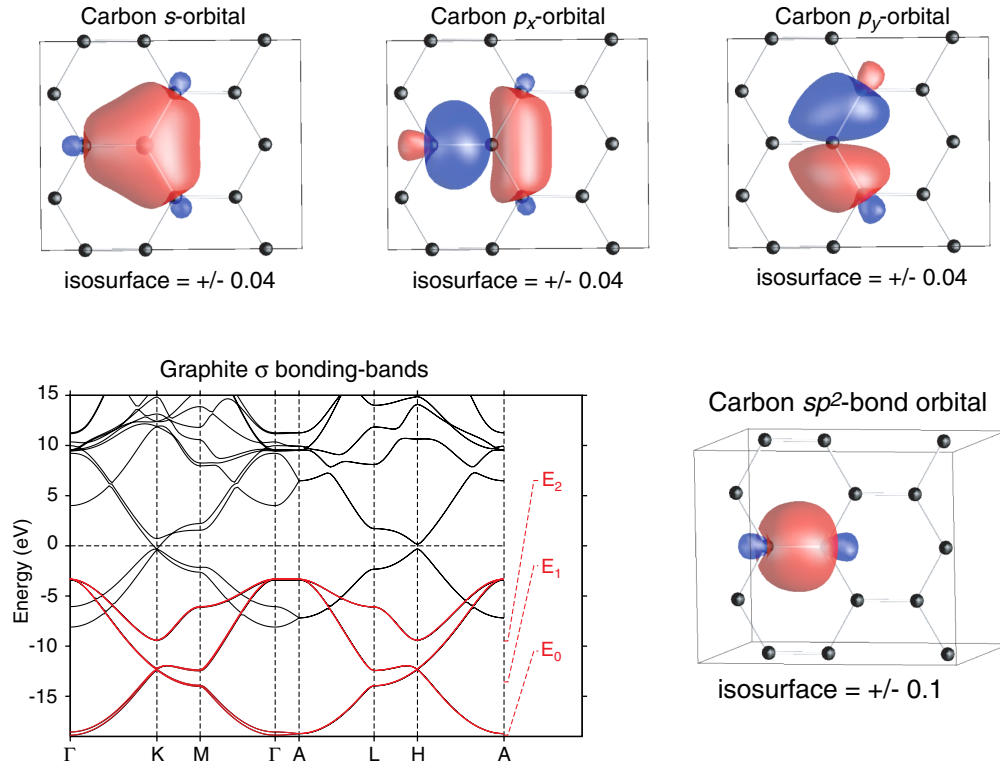 Carbon s-orbital
Carbon pₓ-orbital
Carbon p_y-orbital
isosurface = +/- 0.04
isosurface = +/- 0.04
isosurface = +/- 0.04
Graphite σ bonding-bands
Carbon sp²-bond orbital
Energy (eV)
15
10
5
0
-5
-10
-15
E₂
E₁
E₀
Γ K M Γ A L H A
isosurface = +/- 0.1